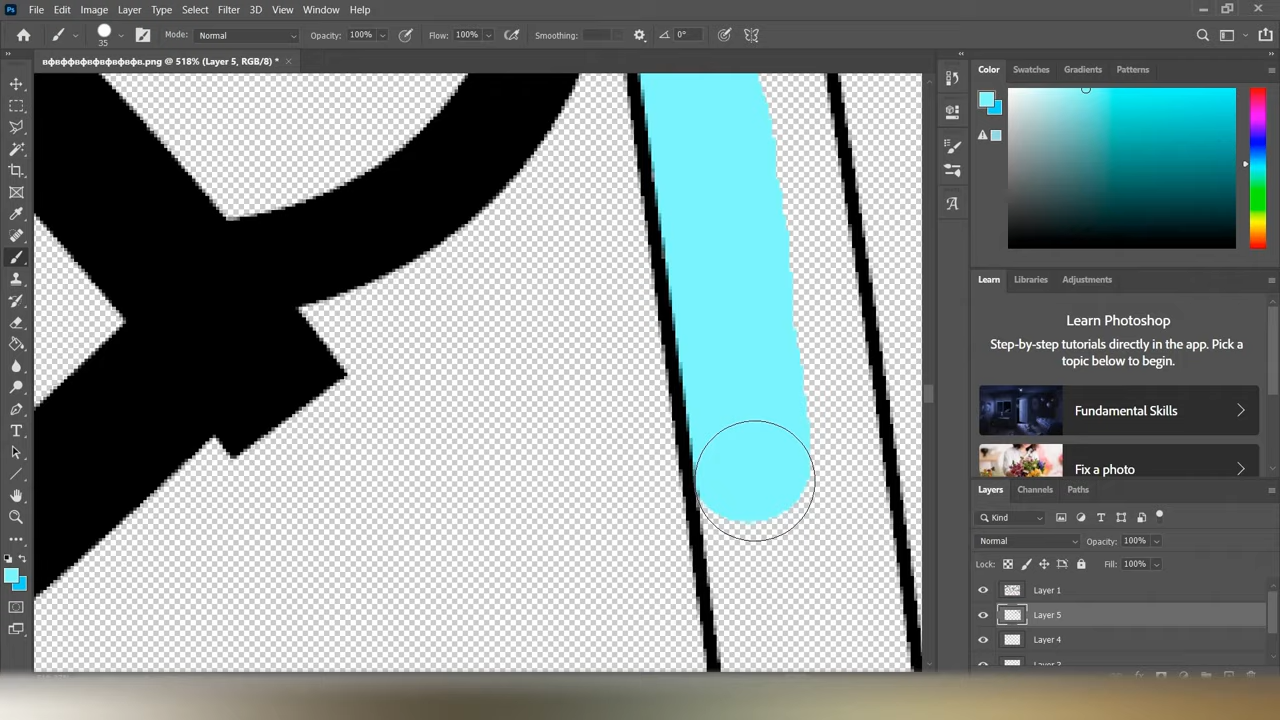 Ps File Edit Image Layer Type Select Filter 3D View Window Help
35 Mode: Normal Opacity: 100% Flow: 100% Smoothing: 0°
вфвффвфвфвфвфвфв.png @ 518% (Layer 5, RGB/8) *
Color Swatches Gradients Patterns
Learn Libraries Adjustments
Learn Photoshop
Step-by-step tutorials directly in the app. Pick a
topic below to begin.
Fundamental Skills
Fix a photo
Layers Channels Paths
Kind
Normal Opacity: 100%
Lock: Fill: 100%
Layer 1
Layer 5
Layer 4